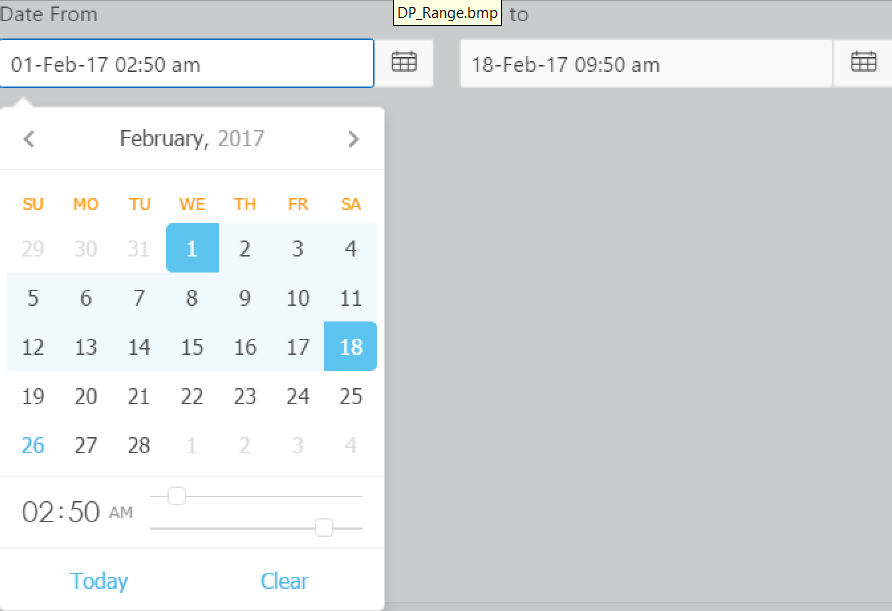 Date From DP_Range.bmp to
01-Feb-17 02:50 am 18-Feb-17 09:50 am
February, 2017
SU MO TU WE TH FR SA
29 30 31 1 2 3 4
5 6 7 8 9 10 11
12 13 14 15 16 17 18
19 20 21 22 23 24 25
26 27 28 1 2 3 4
02:50 AM
Today Clear